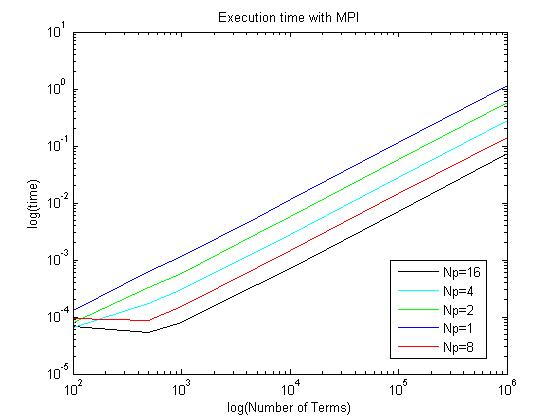 Execution time with MPI
10^1
10^0
10^-1
10^-2
10^-3
10^-4
10^-5
log(time)
10^2
10^3
10^4
10^5
10^6
log(Number of Terms)
Np=16
Np=4
Np=2
Np=1
Np=8